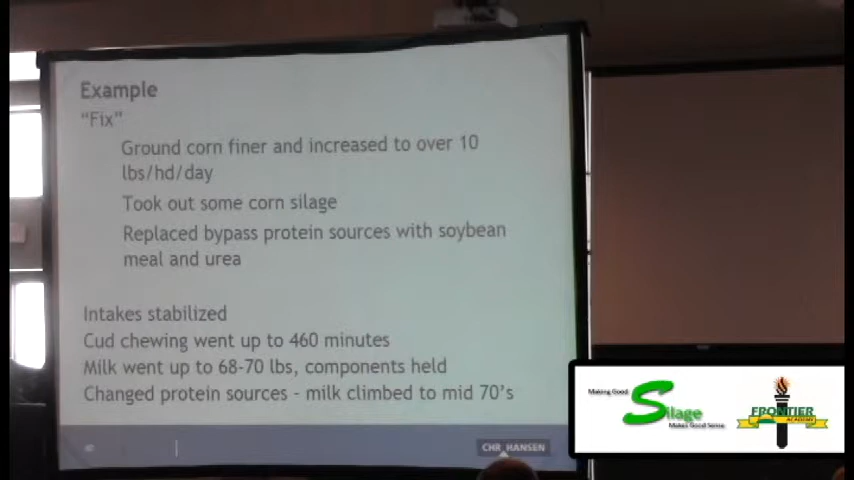 Example
“Fix”
Ground corn finer and increased to over 10
lbs/hd/day
Took out some corn silage
Replaced bypass protein sources with soybean
meal and urea
Intakes stabilized
Cud chewing went up to 460 minutes
Milk went up to 68-70 lbs, components held
Changed protein sources - milk climbed to mid 70’s
CHR HANSEN
Making Good
Silage
Makes Good Sense
FRONTIER
ACADEMY